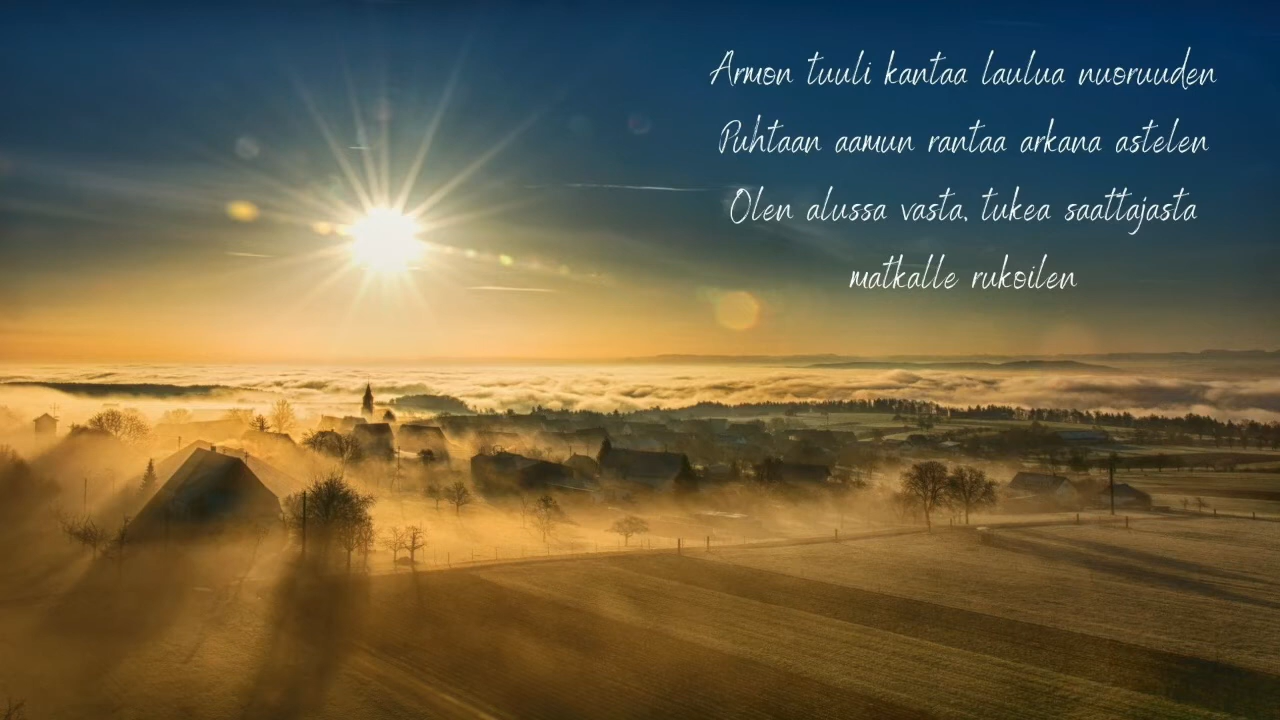 Armon tuuli kantaa laulua nuoruuden
Puhtaan aamun rantaa arkana astelen
Olen alussa vasta, tukea saattajasta
matkalle rukoilen